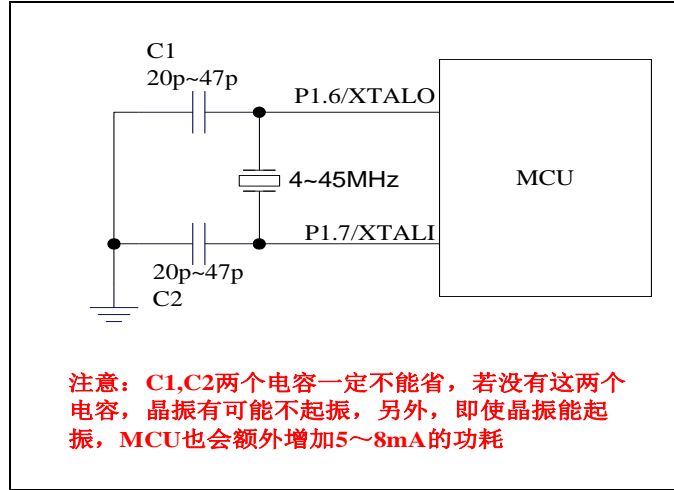 C1
20p~47p
P1.6/XTALO
4~45MHz
MCU
P1.7/XTALI
20p~47p
C2
注意：C1,C2两个电容一定不能省，若没有这两个
电容，晶振有可能不起振，另外，即使晶振能起
振，MCU也会额外增加5～8mA的功耗